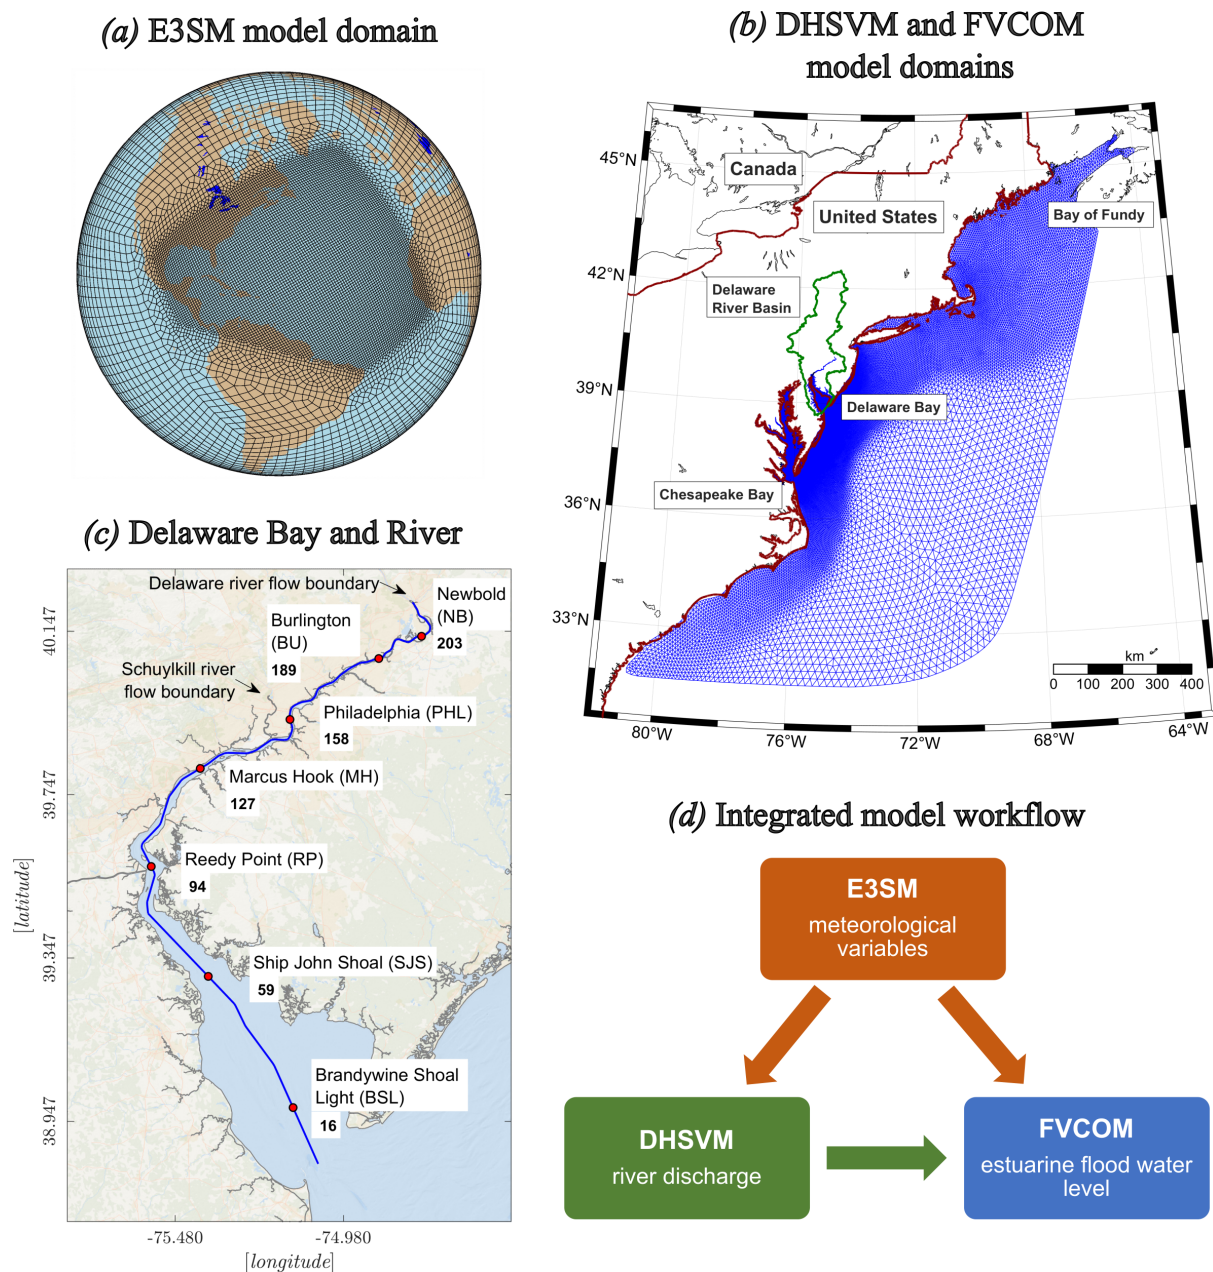 (a) E3SM model domain
(b) DHSVM and FVCOM
model domains
45°N
42°N
39°N
36°N
33°N
Canada
United States
Bay of Fundy
Delaware
River Basin
Delaware Bay
Chesapeake Bay
km
0 100 200 300 400
80°W 76°W 72°W 68°W 64°W
(c) Delaware Bay and River
Delaware river flow boundary
Newbold
(NB)
203
Burlington
(BU)
189
Schuylkill river
flow boundary
Philadelphia (PHL)
158
Marcus Hook (MH)
127
Reedy Point (RP)
94
Ship John Shoal (SJS)
59
Brandywine Shoal
Light (BSL)
16
40.147
39.747
39.347
38.947
[latitude]
-75.480 -74.980
[longitude]
(d) Integrated model workflow
E3SM
meteorological
variables
DHSVM
river discharge
FVCOM
estuarine flood water
level